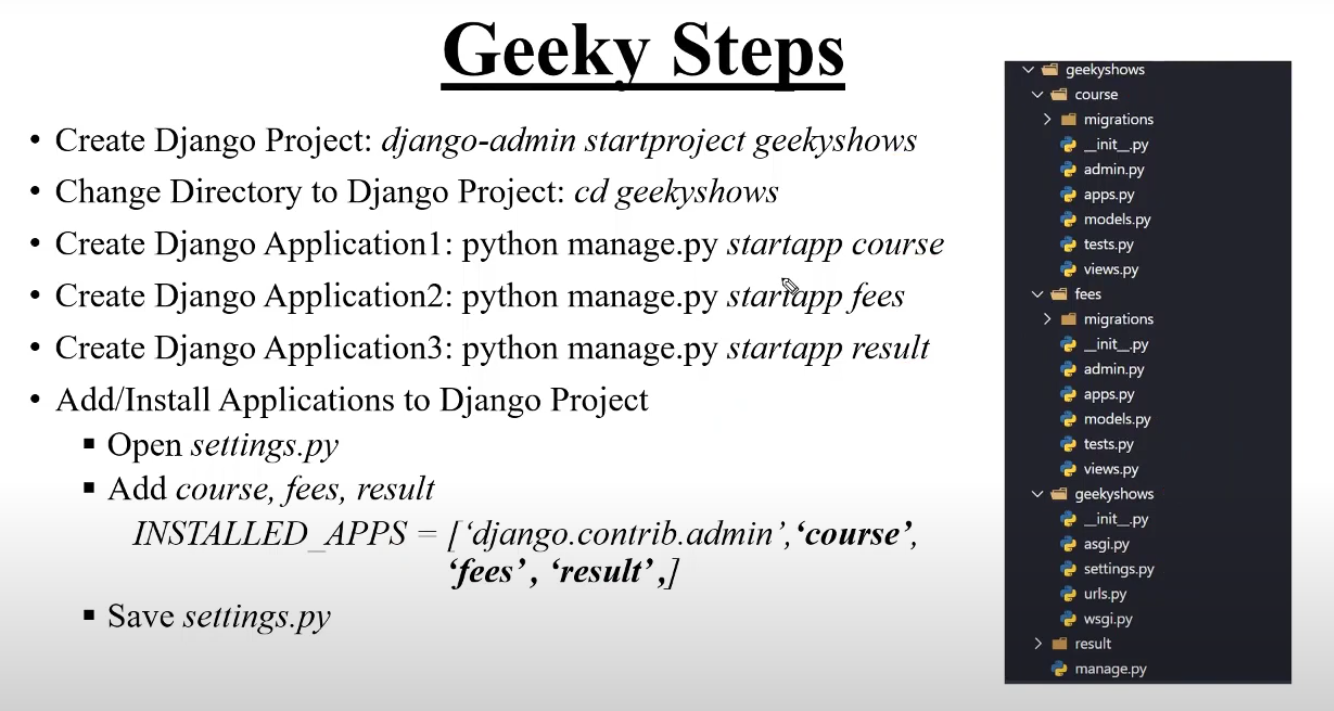 Geeky Steps
• Create Django Project: django-admin startproject geekyshows
• Change Directory to Django Project: cd geekyshows
• Create Django Application1: python manage.py startapp course
• Create Django Application2: python manage.py startapp fees
• Create Django Application3: python manage.py startapp result
• Add/Install Applications to Django Project
▪ Open settings.py
▪ Add course, fees, result
INSTALLED_APPS = [‘django.contrib.admin’,‘course’,
‘fees’ , ‘result’ ,]
▪ Save settings.py
geekyshows
course
migrations
__init__.py
admin.py
apps.py
models.py
tests.py
views.py
fees
migrations
__init__.py
admin.py
apps.py
models.py
tests.py
views.py
geekyshows
__init__.py
asgi.py
settings.py
urls.py
wsgi.py
result
manage.py